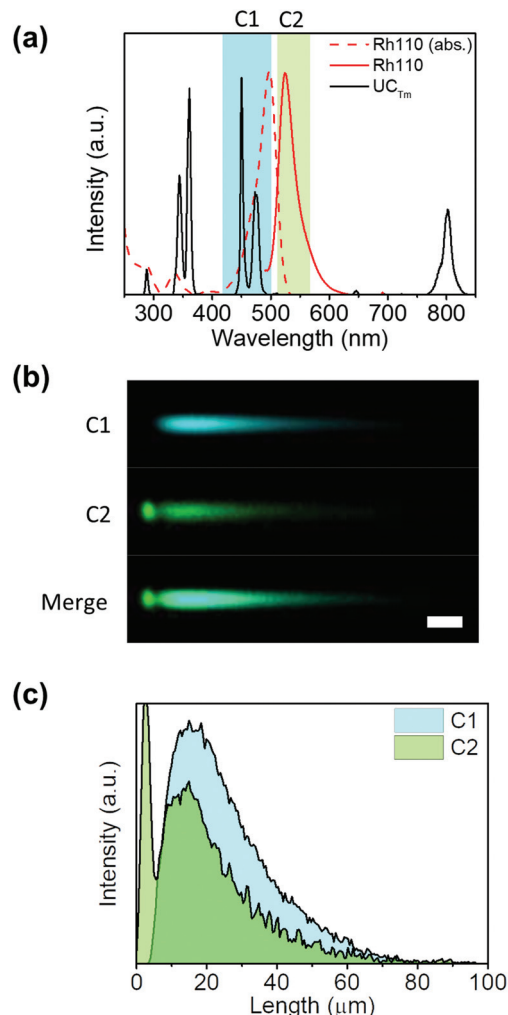 C1 C2
(a)
Rh110 (abs.)
Rh110
UC_Tm
Intensity (a.u.)
300 400 500 600 700 800
Wavelength (nm)
(b)
C1
C2
Merge
(c)
C1
C2
Intensity (a.u.)
0 20 40 60 80 100
Length (μm)